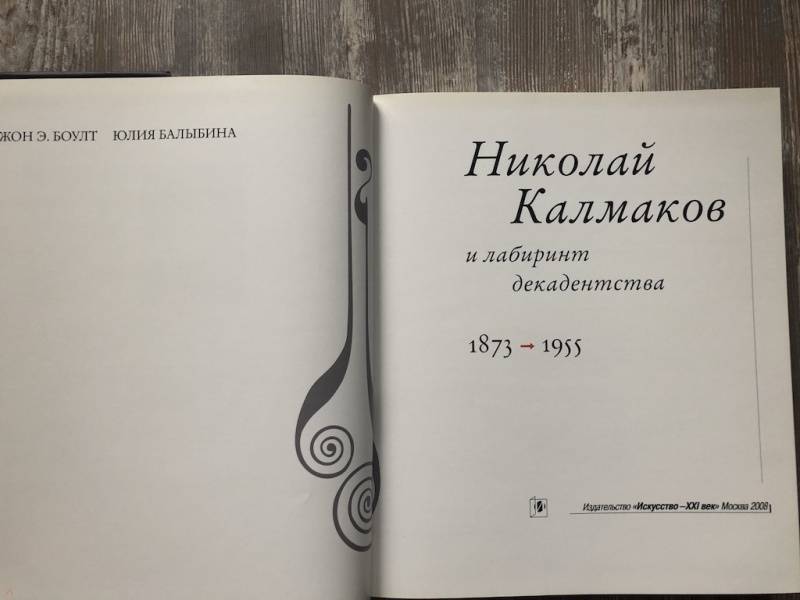 ЖОН Э. БОУЛТ ЮЛИЯ БАЛЫБИНА
Николай
Калмаков
и лабиринт
декадентства
1873 → 1955
Издательство «Искусство–XXI век» Москва 2008